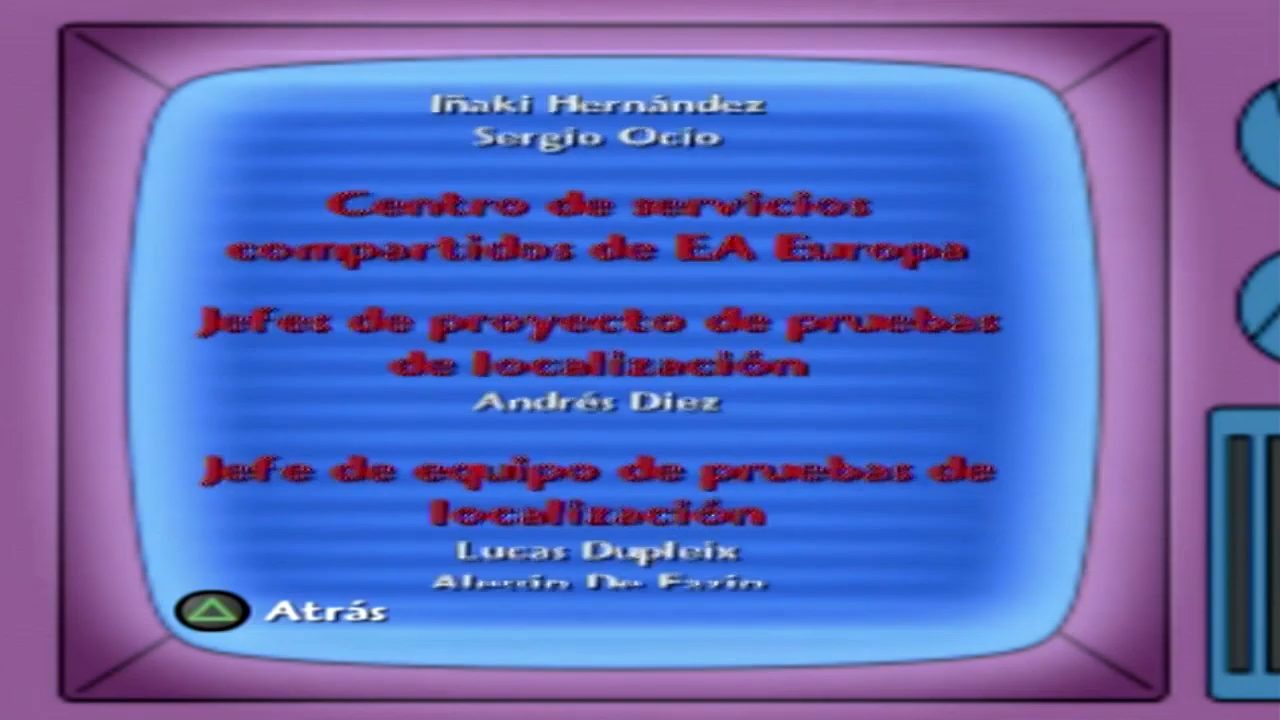 Iñaki Hernández
Sergio Ocio
Centro de servicios
compartidos de EA Europa
Jefes de proyecto de pruebas
de localización
Andrés Diez
Jefe de equipo de pruebas de
localización
Lucas Dupleix
De
Atrás